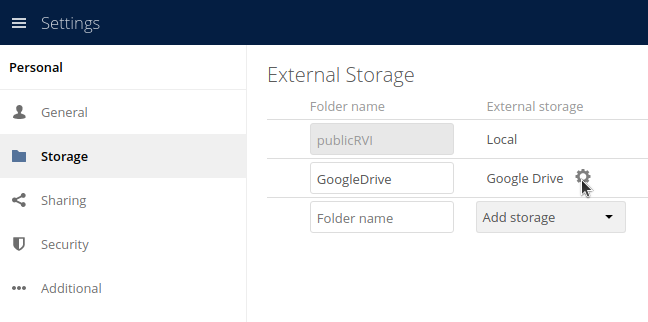 Settings
Personal
General
Storage
Sharing
Security
Additional
External Storage
Folder name External storage
publicRVI Local
GoogleDrive Google Drive
Folder name Add storage